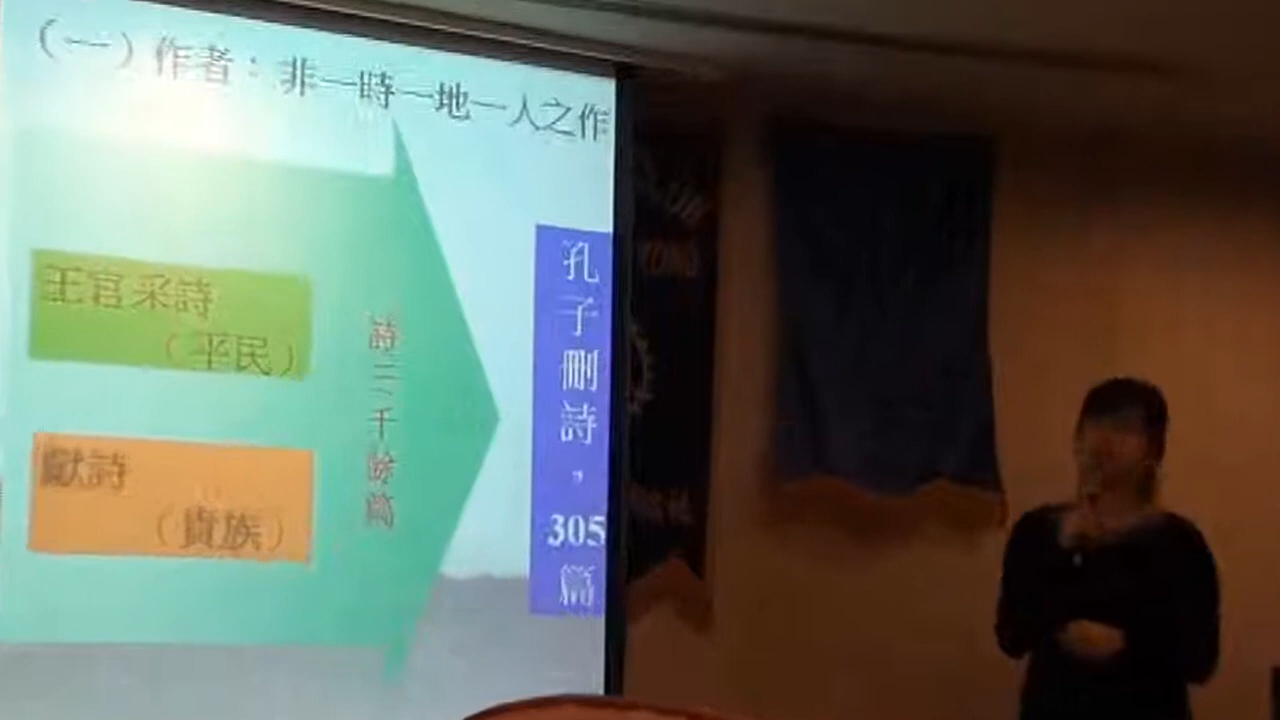 （一）作者：非一時一地一人之作
王官采詩
（平民）
獻詩
（貴族）
詩三千餘篇
孔子刪詩，305篇